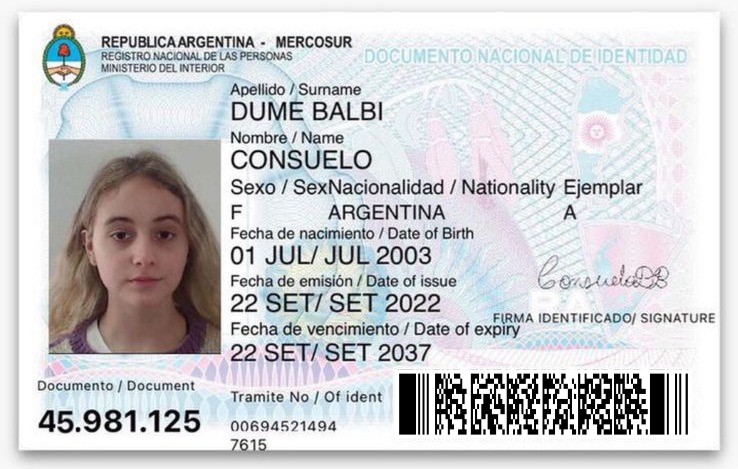 REPUBLICA ARGENTINA - MERCOSUR
REGISTRO NACIONAL DE LAS PERSONAS
MINISTERIO DEL INTERIOR
DOCUMENTO NACIONAL DE IDENTIDAD
Apellido / Surname
DUME BALBI
Nombre / Name
CONSUELO
Sexo / SexNacionalidad / Nationality Ejemplar
F ARGENTINA A
Fecha de nacimiento / Date of Birth
01 JUL/ JUL 2003
Fecha de emisión / Date of issue
22 SET/ SET 2022
ConsueloDB
FIRMA IDENTIFICADO/ SIGNATURE
Fecha de vencimiento / Date of expiry
22 SET/ SET 2037
Documento / Document
45.981.125
Tramite No / Of ident
00694521494
7615